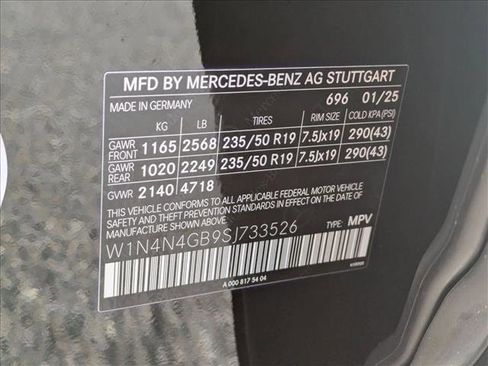 MFD BY MERCEDES-BENZ AG STUTTGART
MADE IN GERMANY 696 01/25
KG LB TIRES RIM SIZE COLD KPA(PSI)
GAWR FRONT 1165 2568 235/50 R19 7.5Jx19 290(43)
GAWR REAR 1020 2249 235/50 R19 7.5Jx19 290(43)
GVWR 2140 4718
THIS VEHICLE CONFORMS TO ALL APPLICABLE FEDERAL MOTOR VEHICLE
SAFETY, BUMPER, AND THEFT PREVENTION STANDARDS IN EFFECT
ON THE DATE OF MANUFACTURE SHOWN ABOVE.
W1N4N4GB9SJ733526 TYPE: MPV
A 000 817 54 04